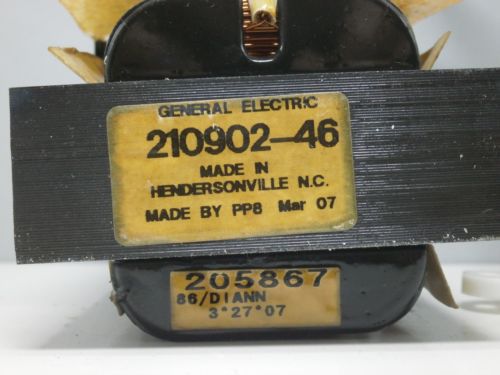 GENERAL ELECTRIC
210902-46
MADE IN
HENDERSONVILLE N.C.
MADE BY PP8 Mar 07
205867
86/DIANN
3*27*07